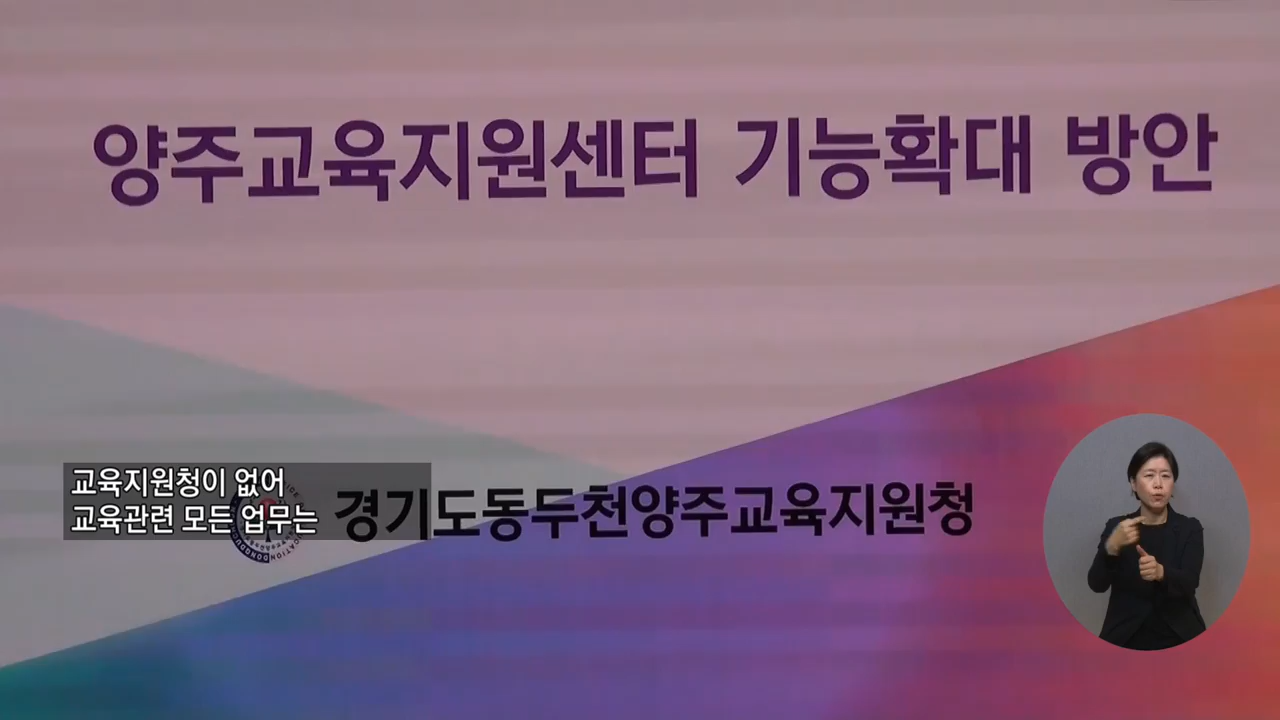 양주교육지원센터 기능확대 방안
교육지원청이 없어
교육관련 모든 업무는
경기도동두천양주교육지원청